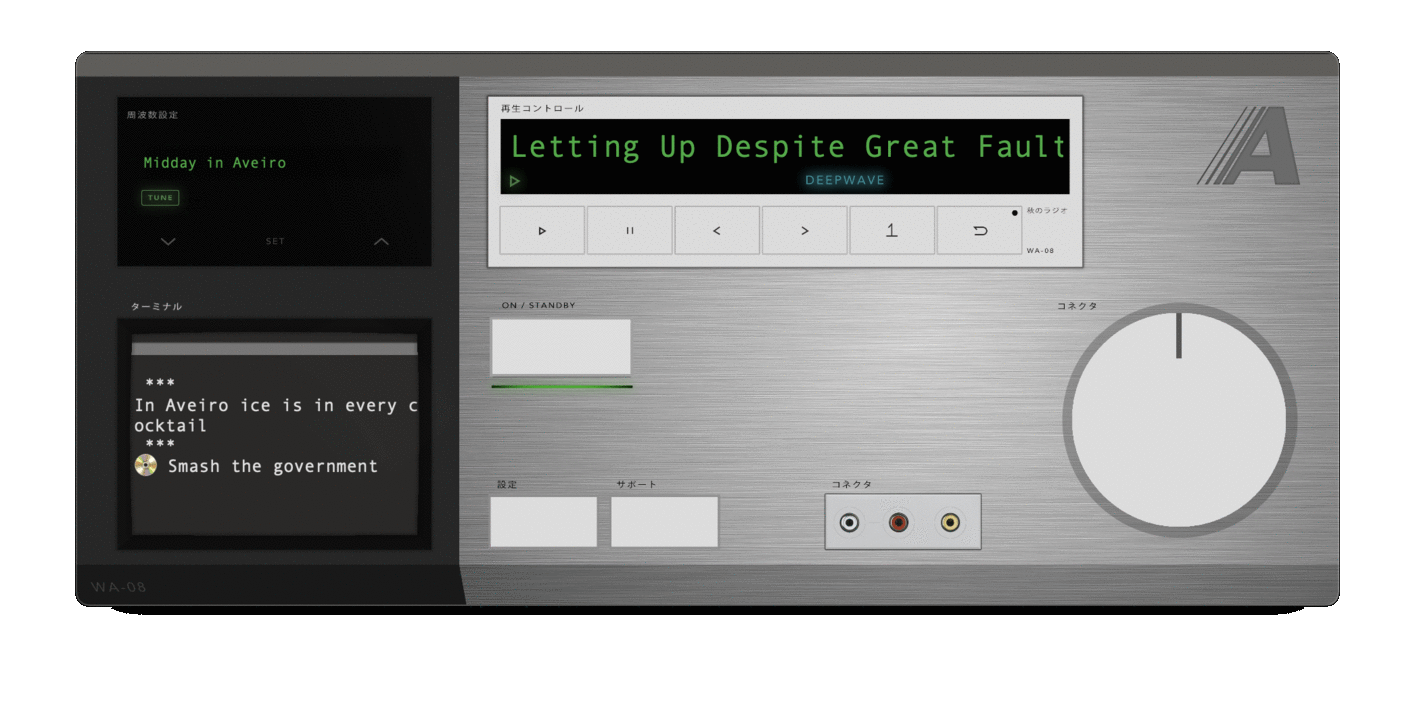 周波数設定
Midday in Aveiro
TUNE
SET
ターミナル
***
In Aveiro ice is in every c
ocktail
***
Smash the government
WA-08
再生コントロール
Letting Up Despite Great Fault
DEEPWAVE
1
秋のラジオ
WA-08
A
ON / STANDBY
コネクタ
設定
サポート
コネクタ